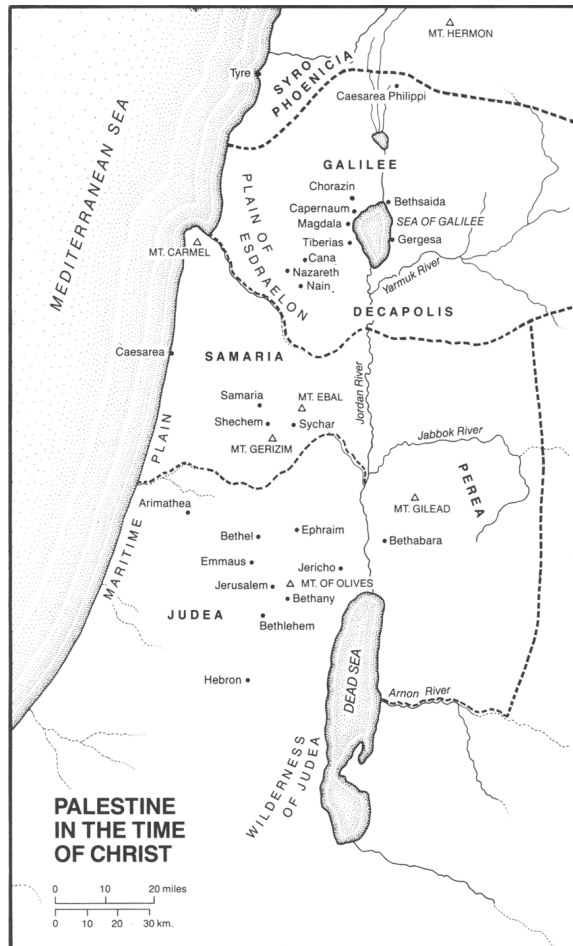 MT. HERMON
SYRO
PHOENICIA
Tyre
Caesarea Philippi
MEDITERRANEAN SEA
GALILEE
Chorazin
Bethsaida
Capernaum
SEA OF GALILEE
Magdala
Tiberias
Gergesa
PLAIN OF
ESDRAELON
MT. CARMEL
Cana
Nazareth
Nain
Yarmuk River
DECAPOLIS
Caesarea
SAMARIA
Jordan River
Samaria
MT. EBAL
Shechem
Sychar
MT. GERIZIM
Jabbok River
MARITIME PLAIN
PEREA
MT. GILEAD
Arimathea
Ephraim
Bethel
Bethabara
Emmaus
Jericho
Jerusalem
MT. OF OLIVES
Bethany
JUDEA
Bethlehem
Hebron
DEAD SEA
Arnon River
WILDERNESS
OF JUDEA
PALESTINE
IN THE TIME
OF CHRIST
0 10 20 miles
0 10 20 30 km.